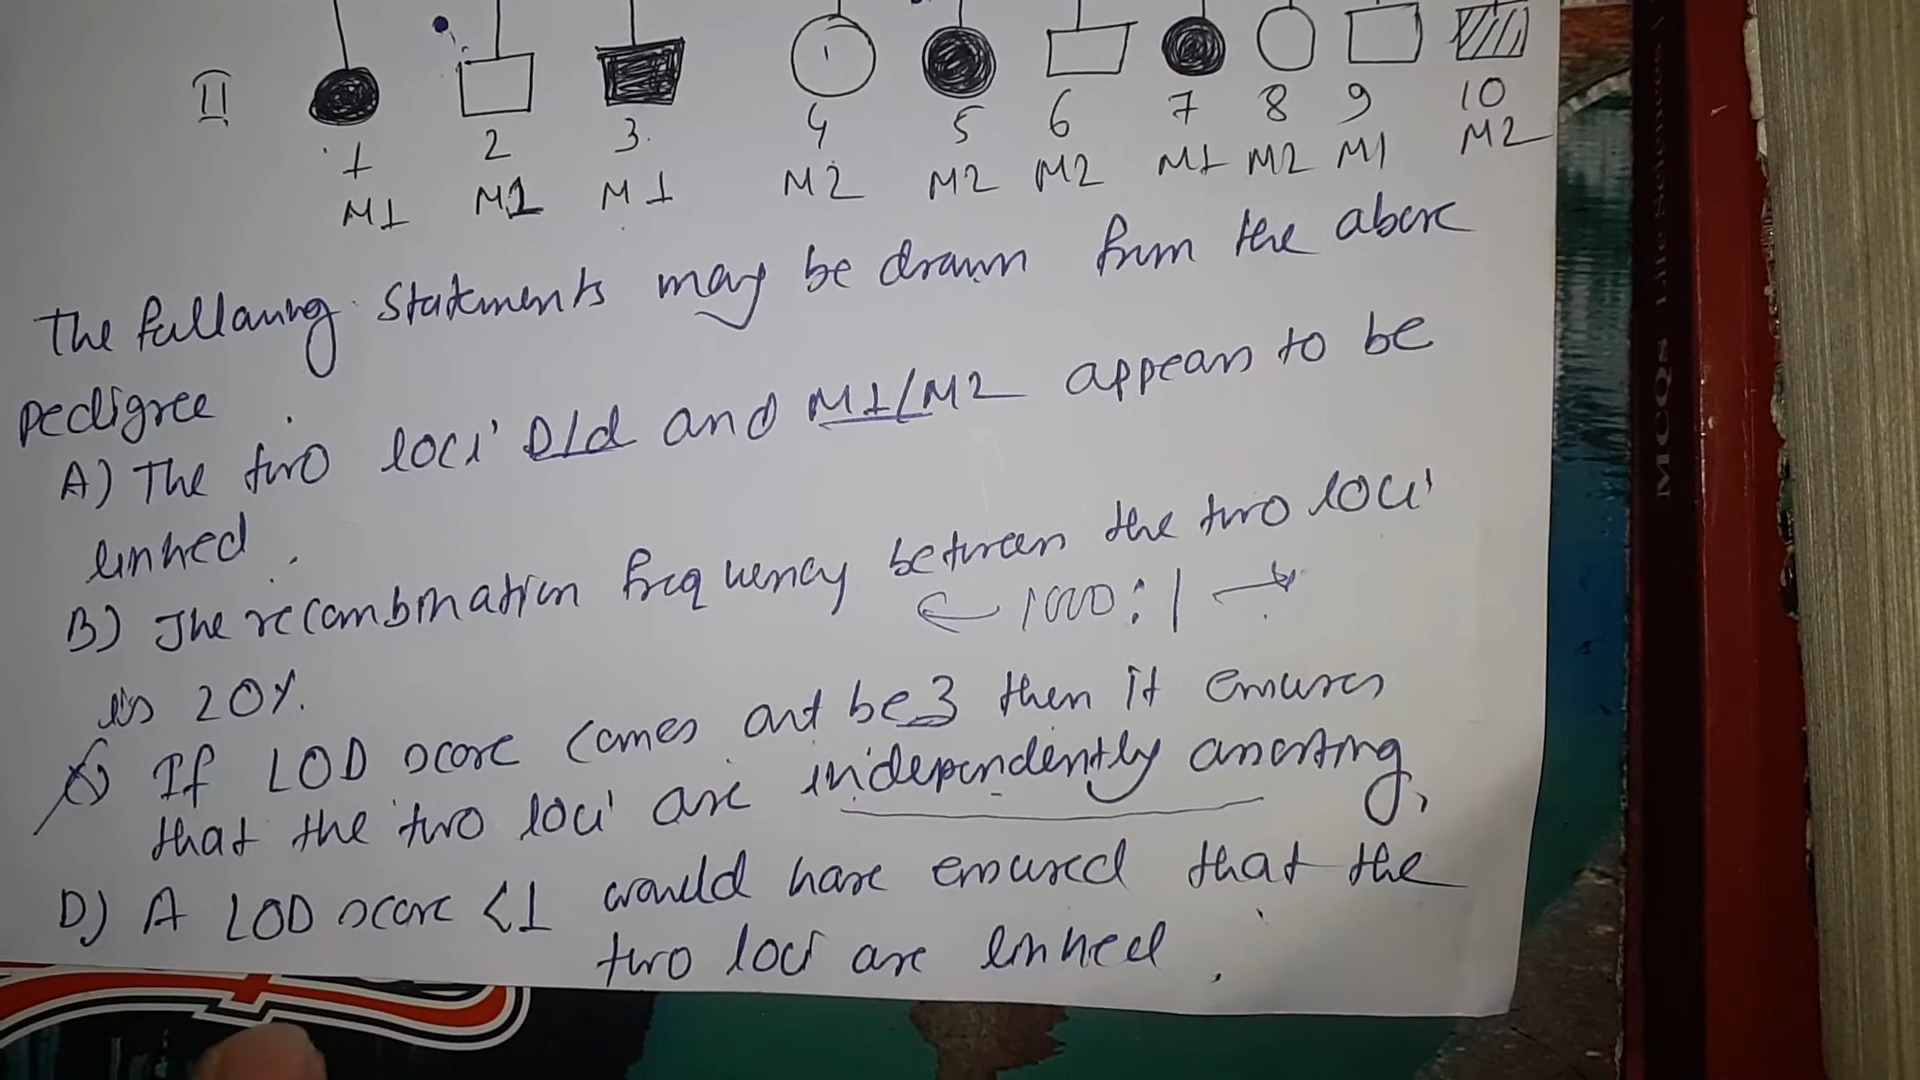 II
1 2 3. 4 5 6 7 8 9 10
M1 M1 M1 M2 M2 M2 M1 M2 M1 M2
The following statements may be drawn from the above
pedigree
A) The two loci D/d and M1/M2 appears to be
linked.
B) The recombination frequency between the two loci
← 1000:1 →
is 20%.
C) If LOD score comes out be 3 then it ensures
that the two loci are independently assorting,
D) A LOD score <1 would have ensured that the
two loci are linked.
MCQs Life Sciences